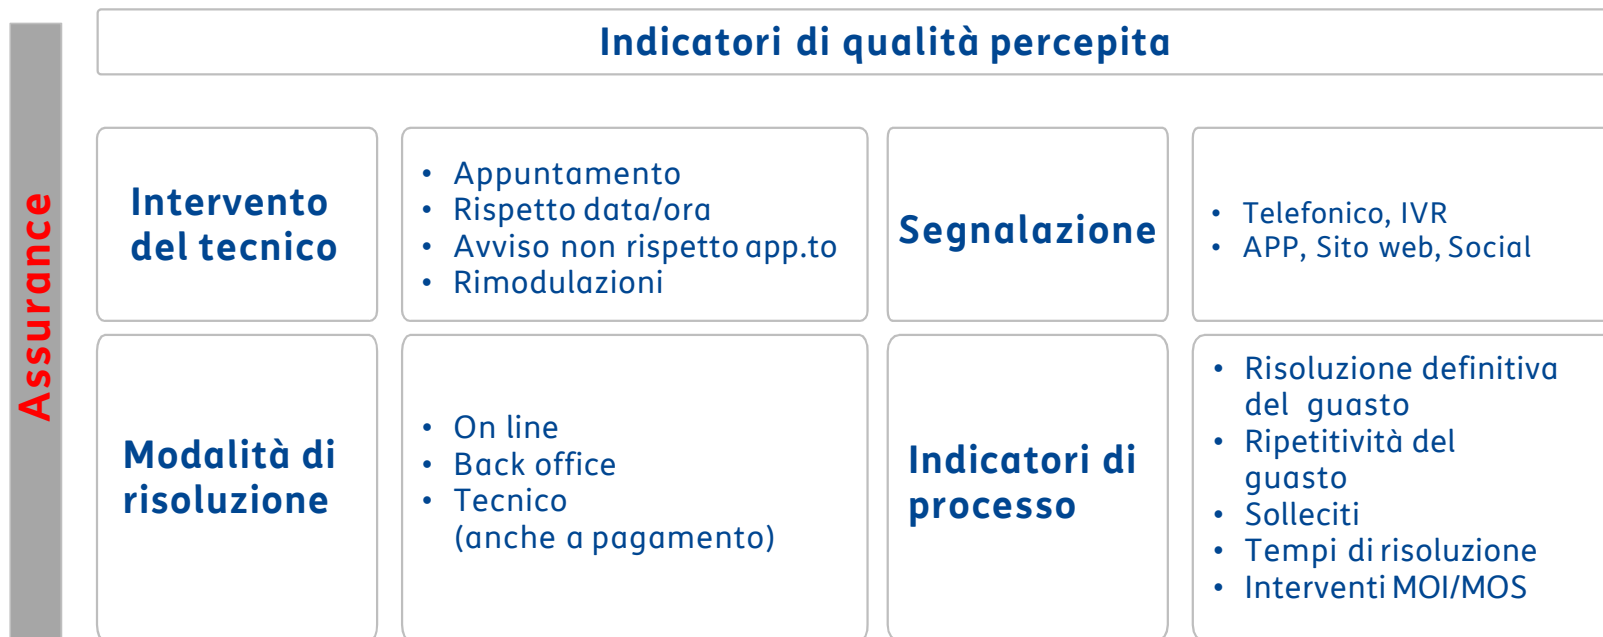 Indicatori di qualità percepita
Assurance
Intervento
del tecnico
• Appuntamento
• Rispetto data/ora
• Avviso non rispetto app.to
• Rimodulazioni
Segnalazione
• Telefonico, IVR
• APP, Sito web, Social
Modalità di
risoluzione
• On line
• Back office
• Tecnico
(anche a pagamento)
Indicatori di
processo
• Risoluzione definitiva
del guasto
• Ripetitività del
guasto
• Solleciti
• Tempi di risoluzione
• Interventi MOI/MOS